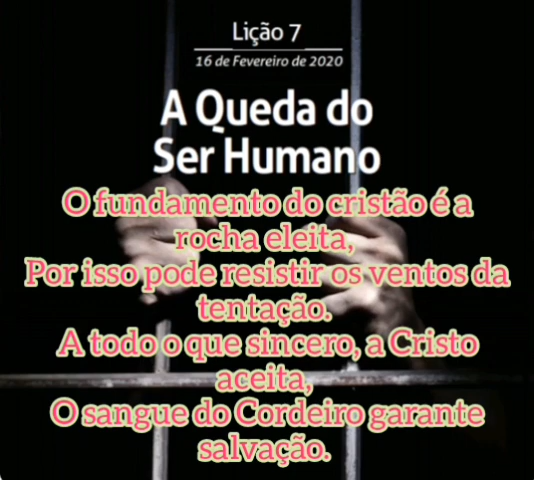 Lição 7
16 de Fevereiro de 2020
A Queda do
Ser Humano
O fundamento do cristão é a
rocha eleita,
Por isso pode resistir os ventos da
tentação.
A todo o que sincero, a Cristo
aceita,
O sangue do Cordeiro garante
salvação.